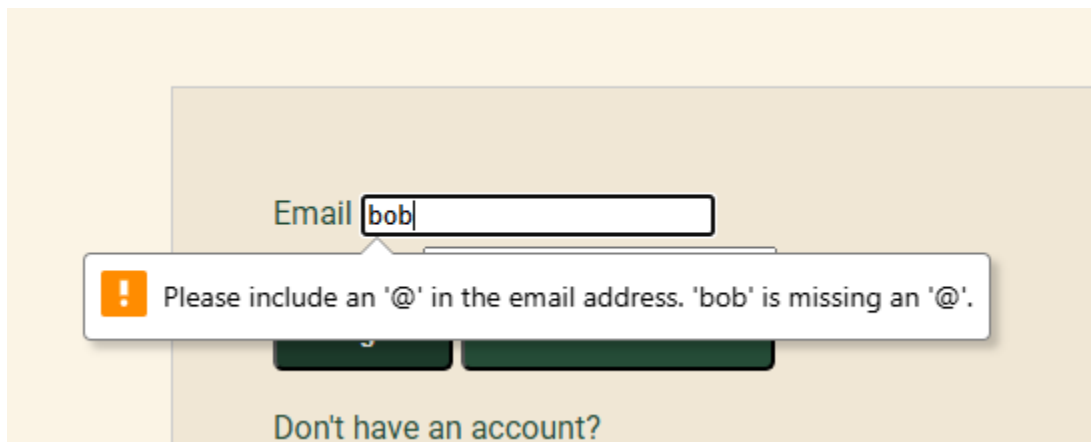 Email bob
Please include an '@' in the email address. 'bob' is missing an '@'.
Don't have an account?